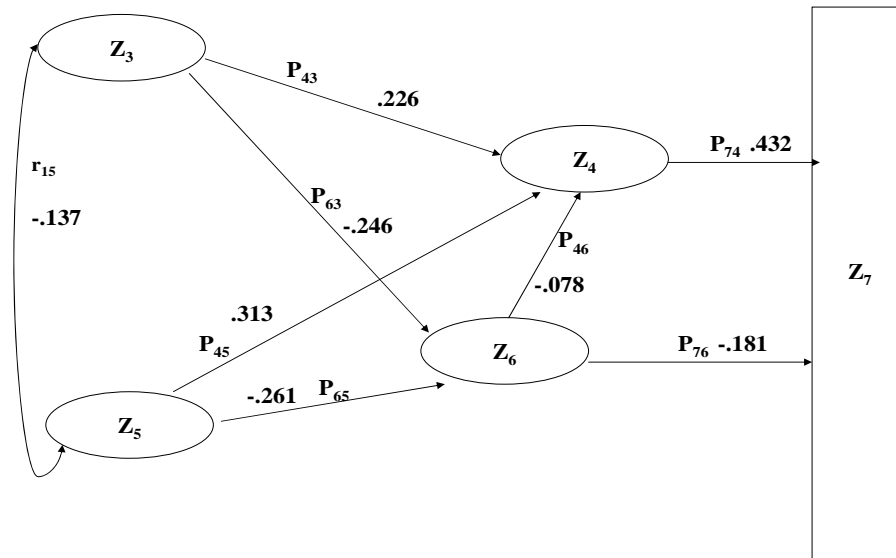 Z₃
P₄₃
.226
r₁₅
-.137
P₆₃
-.246
Z₄
P₇₄ .432
P₄₆
-.078
Z₇
.313
P₄₅
Z₆
P₇₆ -.181
-.261 P₆₅
Z₅